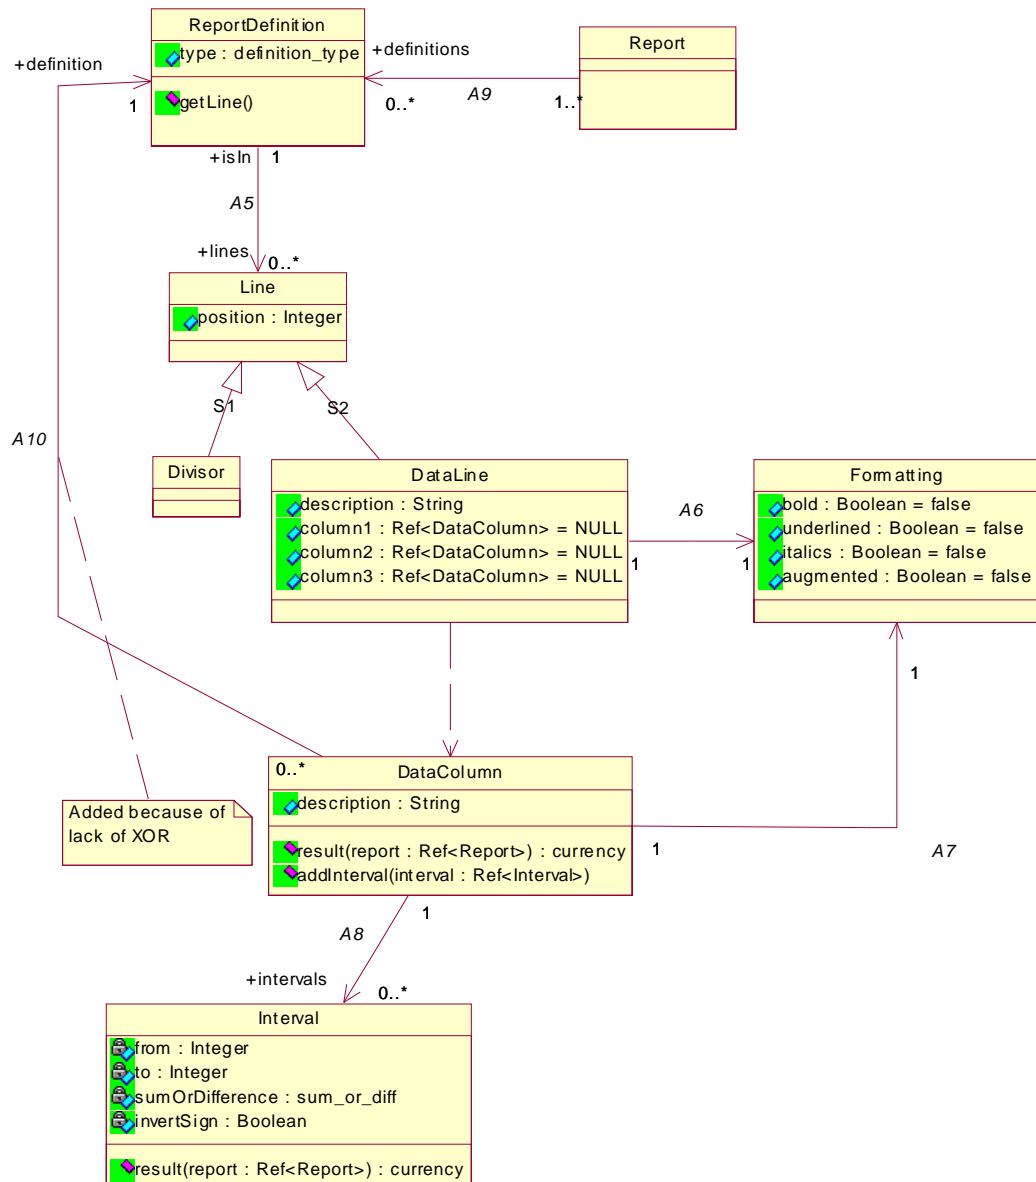 ReportDefinition
type : definition_type
getLine()
+definition
1
+definitions
0..*
A9
1..*
Report
+isIn
1
A5
+lines
0..*
Line
position : Integer
S1
S2
A10
Divisor
DataLine
description : String
column1 : Ref<DataColumn> = NULL
column2 : Ref<DataColumn> = NULL
column3 : Ref<DataColumn> = NULL
A6
1
1
Formatting
bold : Boolean = false
underlined : Boolean = false
italics : Boolean = false
augmented : Boolean = false
1
0..*
DataColumn
description : String
result(report : Ref<Report>) : currency
addInterval(interval : Ref<Interval>)
1
A7
Added because of
lack of XOR
1
A8
+intervals
0..*
Interval
from : Integer
to : Integer
sumOrDifference : sum_or_diff
invertSign : Boolean
result(report : Ref<Report>) : currency